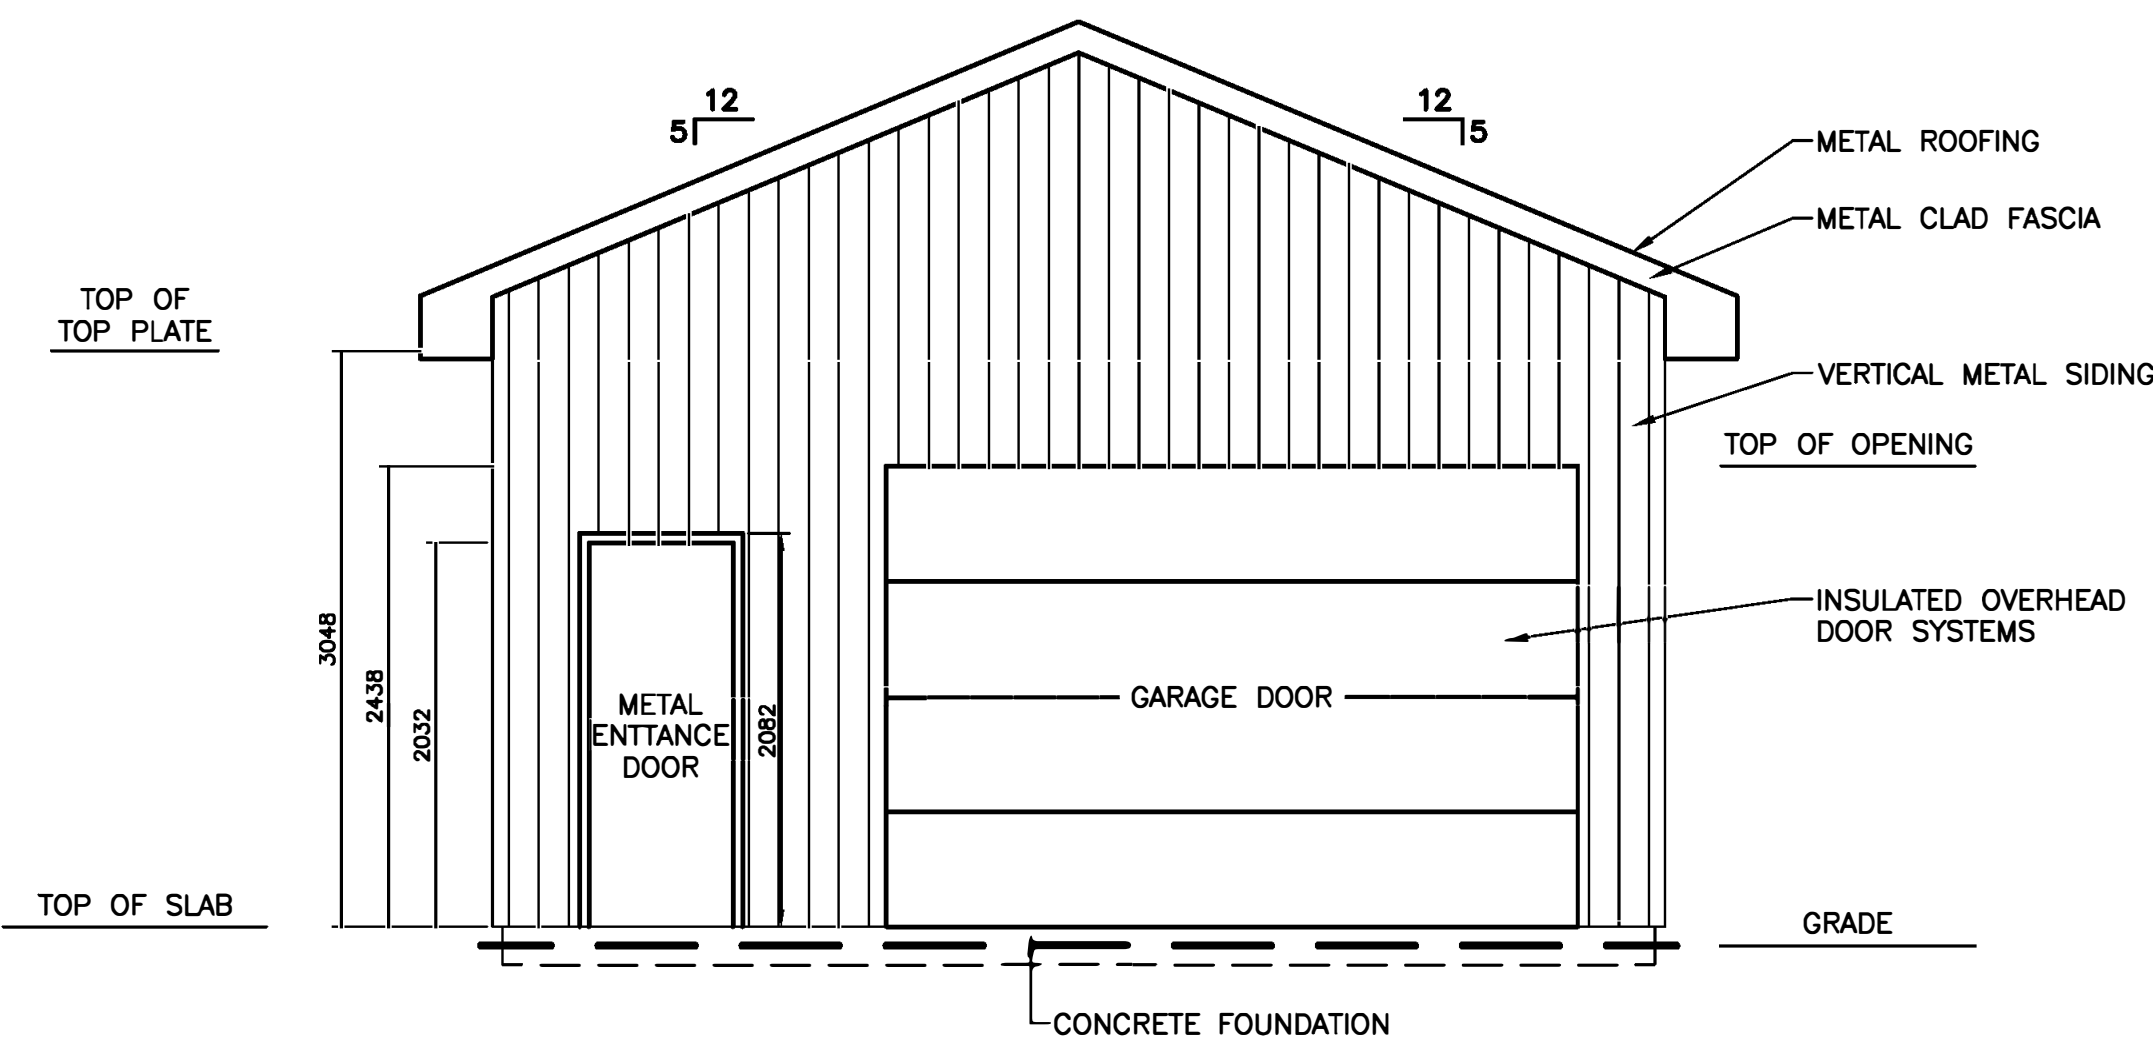 12
5
12
5
METAL ROOFING
METAL CLAD FASCIA
TOP OF
TOP PLATE
VERTICAL METAL SIDING
TOP OF OPENING
INSULATED OVERHEAD
DOOR SYSTEMS
3048
2438
2032
METAL
ENTTANCE
DOOR
2082
GARAGE DOOR
TOP OF SLAB
GRADE
CONCRETE FOUNDATION